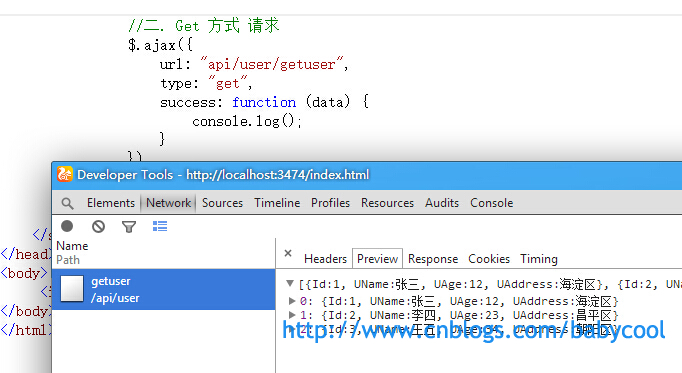 //二. Get 方式 请求
$.ajax({
url: "api/user/getuser",
type: "get",
success: function (data) {
console.log();
}
})
Developer Tools - http://localhost:3474/index.html
Elements Network Sources Timeline Profiles Resources Audits Console
</s
</head
<body>
<i
</body
</html
Name
Path
getuser
/api/user
× Headers Preview Response Cookies Timing
▼[{Id:1, UName:张三, UAge:12, UAddress:海淀区}, {Id:2, UNa
▶0: {Id:1, UName:张三, UAge:12, UAddress:海淀区}
▶1: {Id:2, UName:李四, UAge:23, UAddress:昌平区}
▶2: {Id:3, UName:王五, UAge:34, UAddress:朝阳区}
http://www.cnblogs.com/babycool